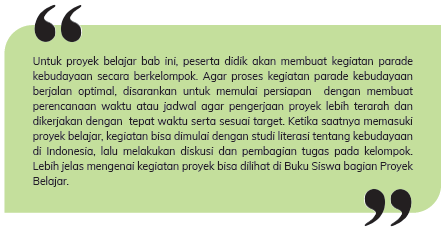 Untuk proyek belajar bab ini, peserta didik akan membuat kegiatan parade
kebudayaan secara berkelompok. Agar proses kegiatan parade kebudayaan
berjalan optimal, disarankan untuk memulai persiapan dengan membuat
perencanaan waktu atau jadwal agar pengerjaan proyek lebih terarah dan
dikerjakan dengan tepat waktu serta sesuai target. Ketika saatnya memasuki
proyek belajar, kegiatan bisa dimulai dengan studi literasi tentang kebudayaan
di Indonesia, lalu melakukan diskusi dan pembagian tugas pada kelompok.
Lebih jelas mengenai kegiatan proyek bisa dilihat di Buku Siswa bagian Proyek
Belajar.